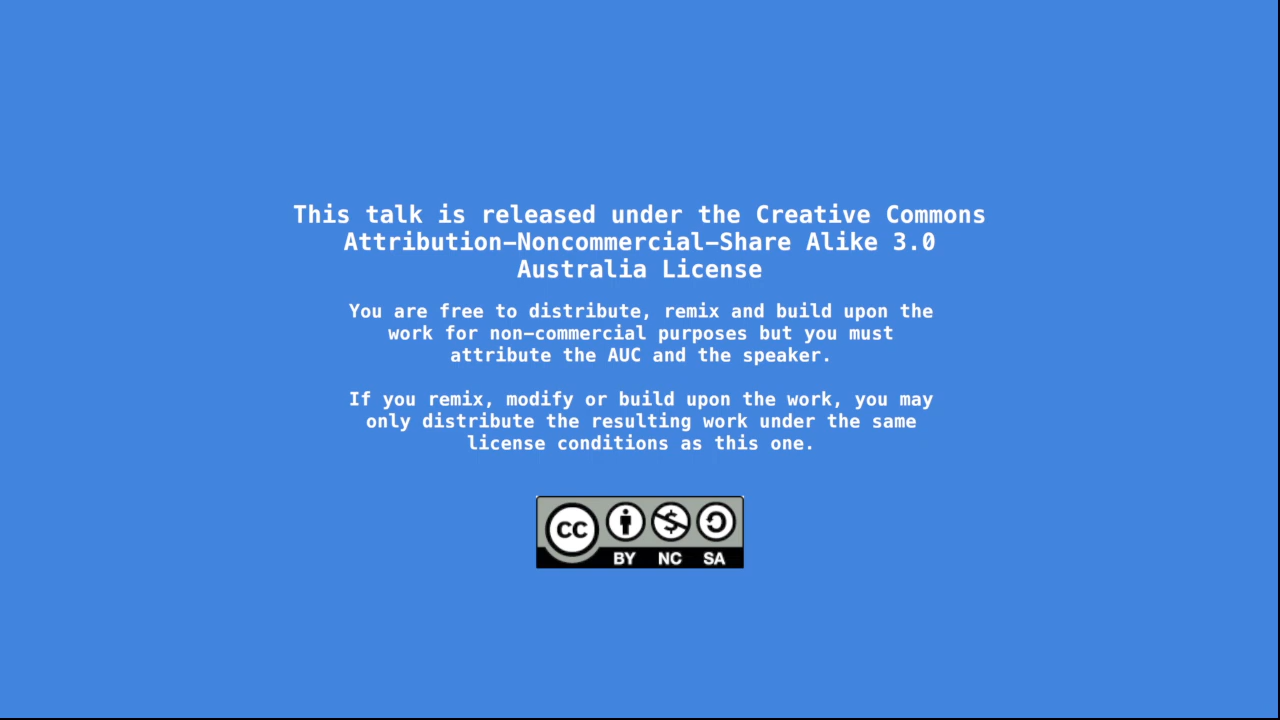 This talk is released under the Creative Commons
Attribution–Noncommercial–Share Alike 3.0
Australia License
You are free to distribute, remix and build upon the
work for non–commercial purposes but you must
attribute the AUC and the speaker.
If you remix, modify or build upon the work, you may
only distribute the resulting work under the same
license conditions as this one.
CC
BY NC SA